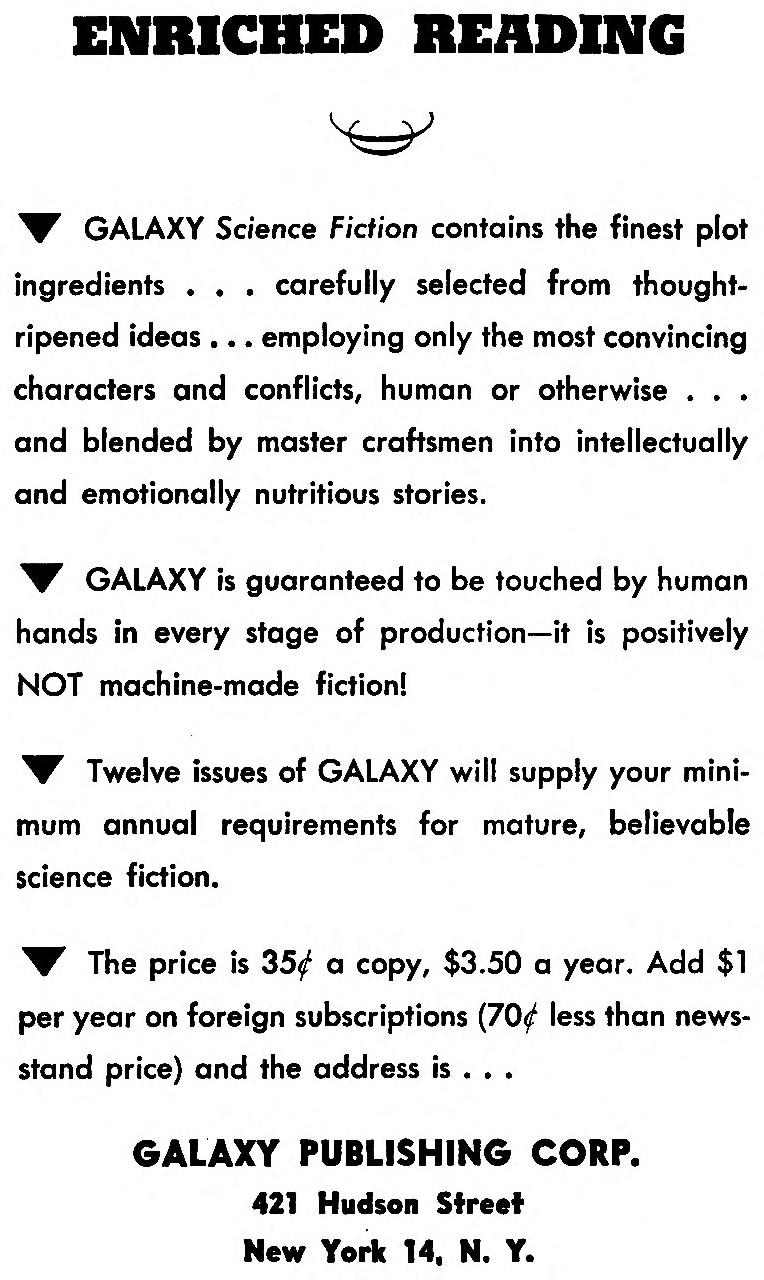 ENRICHED READING
▼ GALAXY Science Fiction contains the finest plot
ingredients . . . carefully selected from thought-
ripened ideas . . . employing only the most convincing
characters and conflicts, human or otherwise . . .
and blended by master craftsmen into intellectually
and emotionally nutritious stories.
▼ GALAXY is guaranteed to be touched by human
hands in every stage of production—it is positively
NOT machine-made fiction!
▼ Twelve issues of GALAXY will supply your mini-
mum annual requirements for mature, believable
science fiction.
▼ The price is 35¢ a copy, $3.50 a year. Add $1
per year on foreign subscriptions (70¢ less than news-
stand price) and the address is . . .
GALAXY PUBLISHING CORP.
421 Hudson Street
New York 14, N. Y.